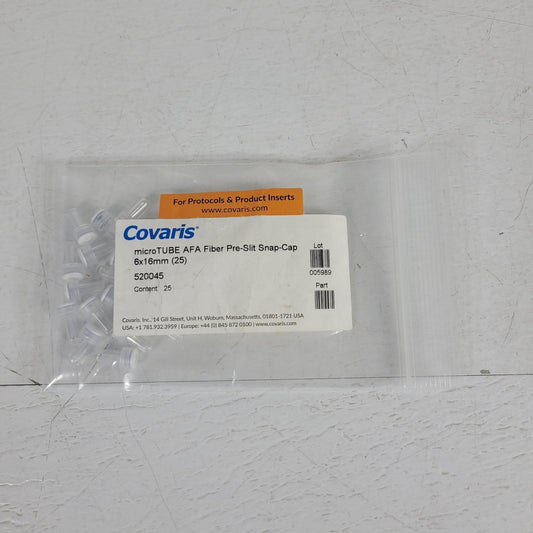 For Protocols & Product Inserts
www.covaris.com
Covaris
microTUBE AFA Fiber Pre-Slit Snap-Cap
6x16mm (25)
520045
Content 25
Lot
005989
Part
Covaris, Inc., 14 Gill Street, Unit H, Woburn, Massachusetts, 01801-1721 USA
USA: +1 781.932.3959 | Europe: +44 (0) 845 872 0100 | www.covaris.com